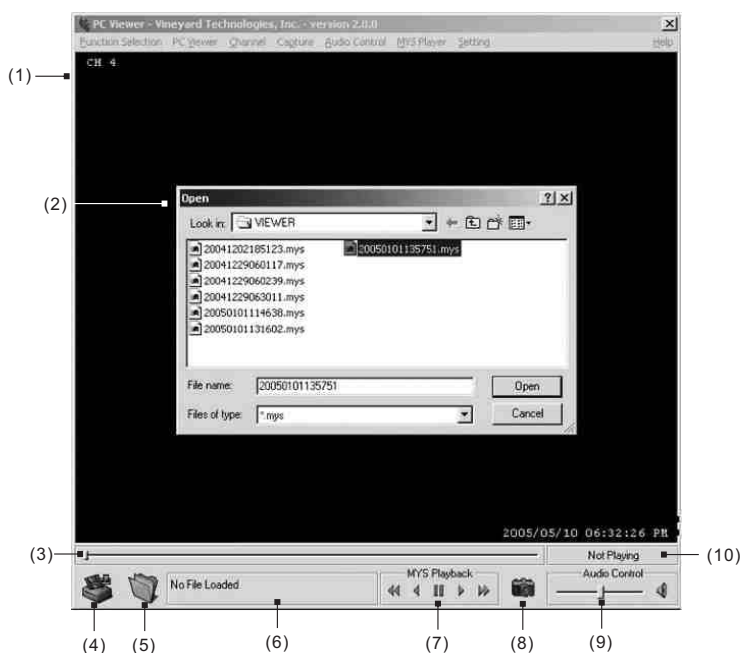 PC Viewer - Vineyard Technologies, Inc. - version 2.0.0
Function Selection PC Viewer Channel Capture Audio Control MYS Player Setting Help
CH 4
(1)
(2)
Open
Look in: VIEWER
20041202185123.mys 20050101135751.mys
20041229060117.mys
20041229060239.mys
20041229063011.mys
20050101114638.mys
20050101131602.mys
File name: 20050101135751 Open
Files of type: *.mys Cancel
2005/05/10 06:32:26 PM
(3) Not Playing (10)
No File Loaded MYS Playback Audio Control
(4) (5) (6) (7) (8) (9)